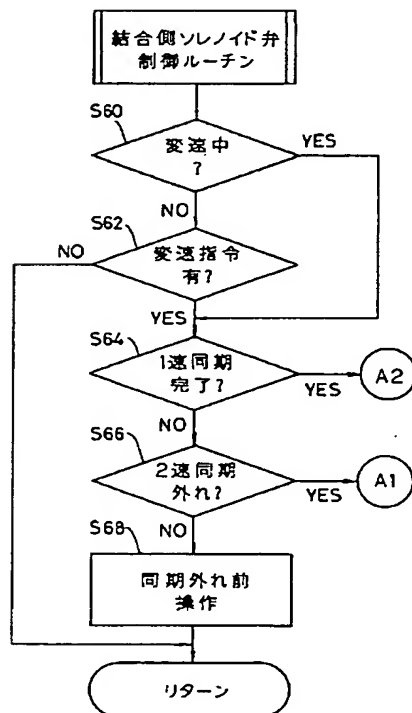 結合側ソレノイド弁
制御ルーチン
S60
変速中
?
YES
NO
S62
NO
変速指令
有?
YES
S64
1速同期
完了?
YES
A2
NO
S66
2速同期
外れ?
YES
A1
NO
S68
同期外れ前
操作
リターン